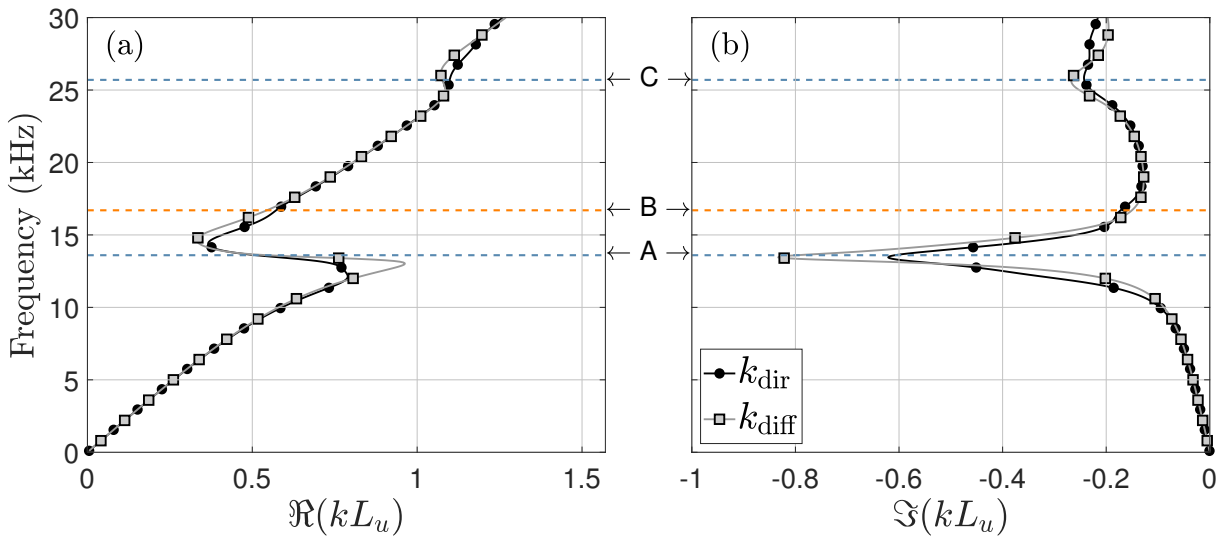 (a)
(b)
30
25
20
15
10
5
0
Frequency (kHz)
← C →
← B →
← A →
k_dir
k_diff
0 0.5 1 1.5
-1 -0.8 -0.6 -0.4 -0.2 0
ℜ(kL_u)
ℑ(kL_u)